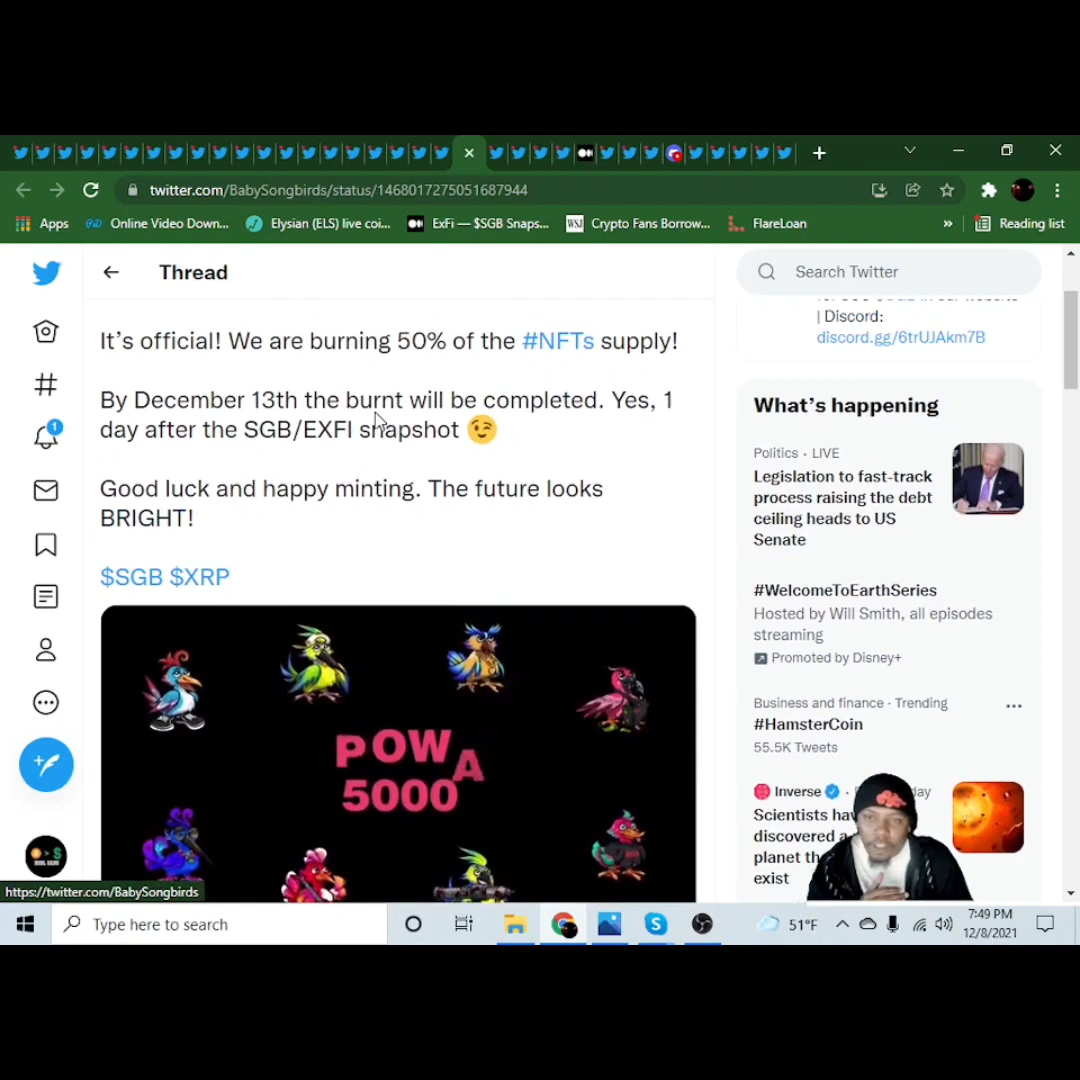 twitter.com/BabySongbirds/status/1468017275051687944
Apps
Online Video Down...
Elysian (ELS) live coi...
ExFi — $SGB Snaps...
WSJ
Crypto Fans Borrow...
FlareLoan
»
Reading list
Thread
It's official! We are burning 50% of the #NFTs supply!
By December 13th the burnt will be completed. Yes, 1
day after the SGB/EXFI snapshot 😉
Good luck and happy minting. The future looks
BRIGHT!
$SGB $XRP
POWA
5000
Search Twitter
| Discord:
discord.gg/6trUJAkm7B
What's happening
Politics · LIVE
Legislation to fast-track
process raising the debt
ceiling heads to US
Senate
#WelcomeToEarthSeries
Hosted by Will Smith, all episodes
streaming
Promoted by Disney+
Business and finance · Trending
#HamsterCoin
55.5K Tweets
Inverse
Scientists
discovered a
planet
exist
1
https://twitter.com/BabySongbirds
Type here to search
51°F
7:49 PM
12/8/2021